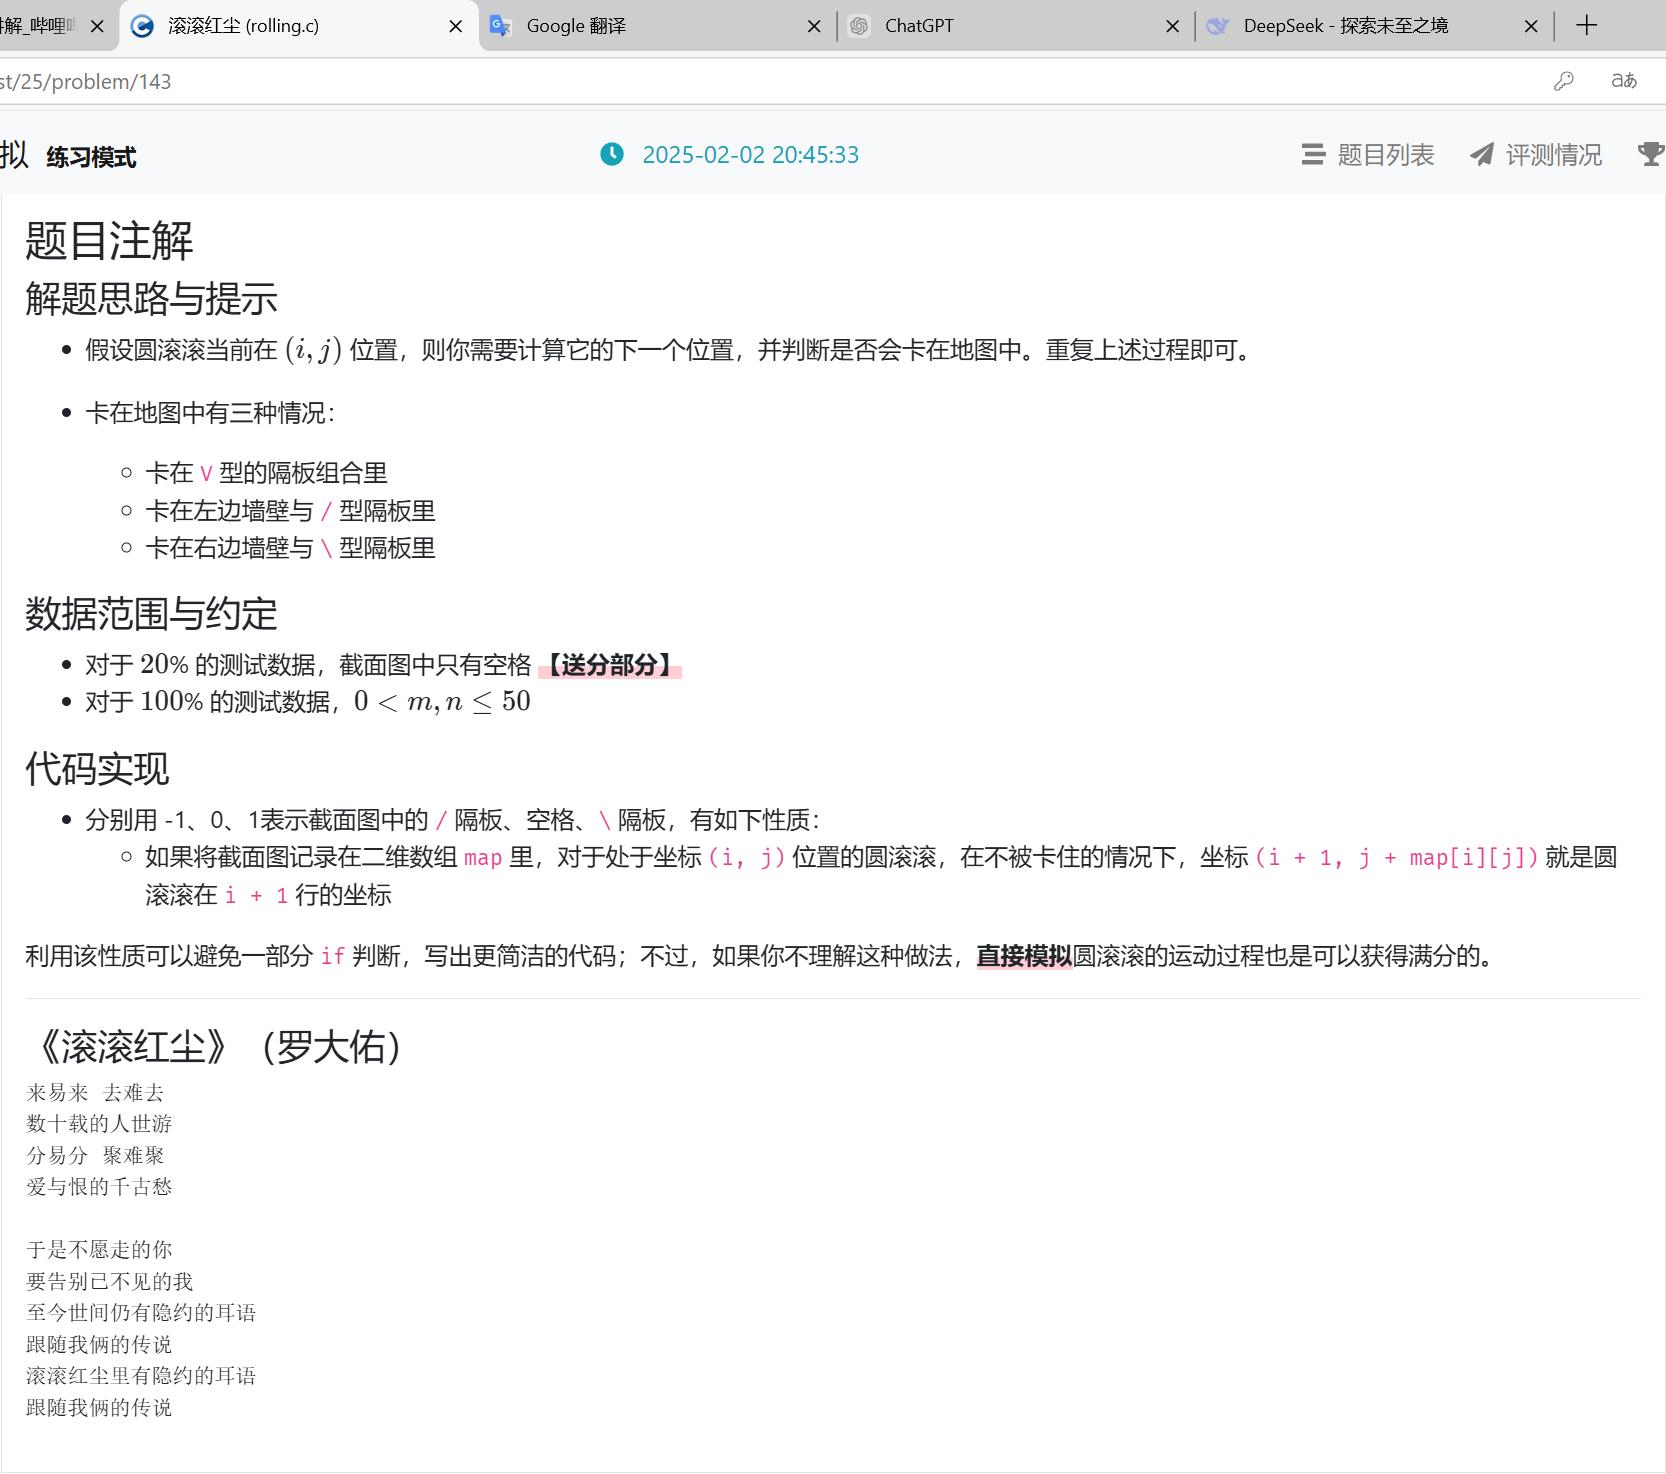 讲解_哔哩 滚滚红尘 (rolling.c) Google 翻译 ChatGPT DeepSeek - 探索未至之境
st/25/problem/143 aあ
拟 练习模式 2025-02-02 20:45:33 题目列表 评测情况
题目注解
解题思路与提示
• 假设圆滚滚当前在 (i, j) 位置，则你需要计算它的下一个位置，并判断是否会卡在地图中。重复上述过程即可。
• 卡在地图中有三种情况：
◦ 卡在 V 型的隔板组合里
◦ 卡在左边墙壁与 / 型隔板里
◦ 卡在右边墙壁与 \ 型隔板里
数据范围与约定
• 对于 20% 的测试数据，截面图中只有空格 【送分部分】
• 对于 100% 的测试数据，0 < m, n ≤ 50
代码实现
• 分别用 -1、0、1表示截面图中的 / 隔板、空格、\ 隔板，有如下性质：
◦ 如果将截面图记录在二维数组 map 里，对于处于坐标 (i, j) 位置的圆滚滚，在不被卡住的情况下，坐标 (i + 1, j + map[i][j]) 就是圆
滚滚在 i + 1 行的坐标
利用该性质可以避免一部分 if 判断，写出更简洁的代码；不过，如果你不理解这种做法，直接模拟圆滚滚的运动过程也是可以获得满分的。
《滚滚红尘》（罗大佑）
来易来 去难去
数十载的人世游
分易分 聚难聚
爱与恨的千古愁
于是不愿走的你
要告别已不见的我
至今世间仍有隐约的耳语
跟随我俩的传说
滚滚红尘里有隐约的耳语
跟随我俩的传说